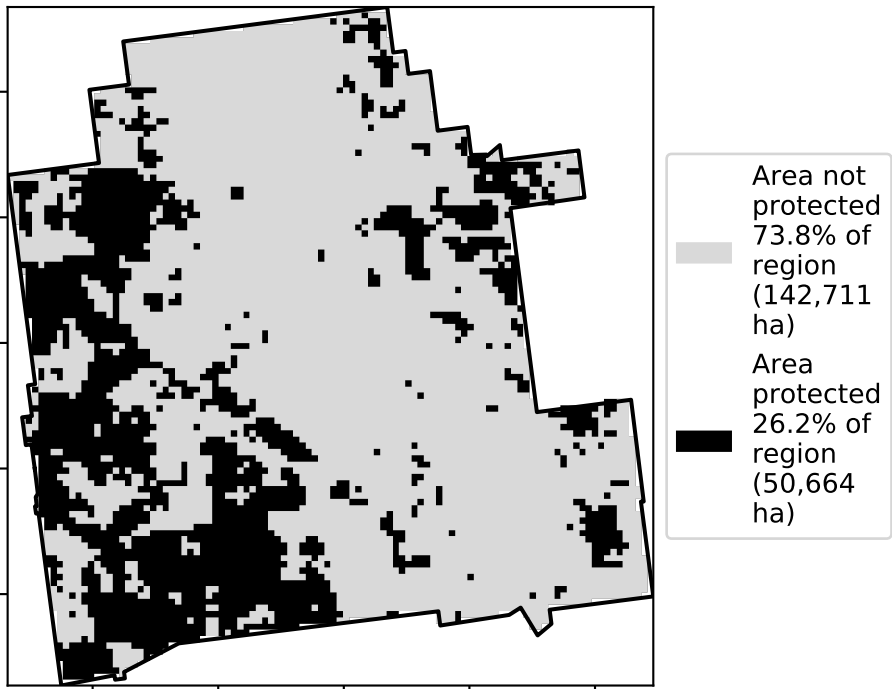 Area not
protected
73.8% of
region
(142,711
ha)
Area
protected
26.2% of
region
(50,664
ha)